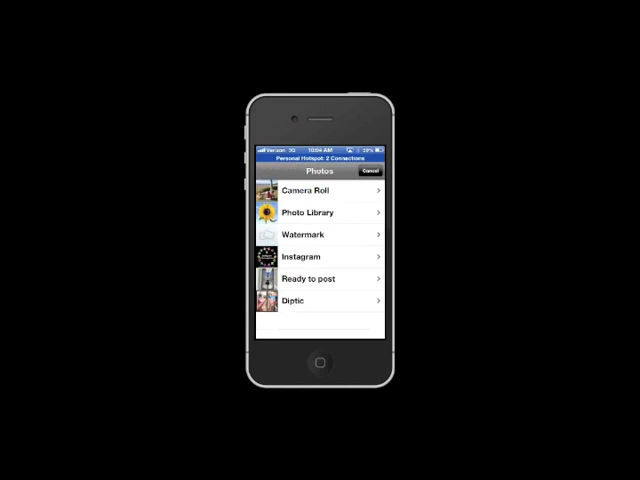 Verizon 3G 10:04 AM 39%
Personal Hotspot: 2 Connections
Photos Cancel
Camera Roll
Photo Library
Watermark
Instagram
Ready to post
Diptic